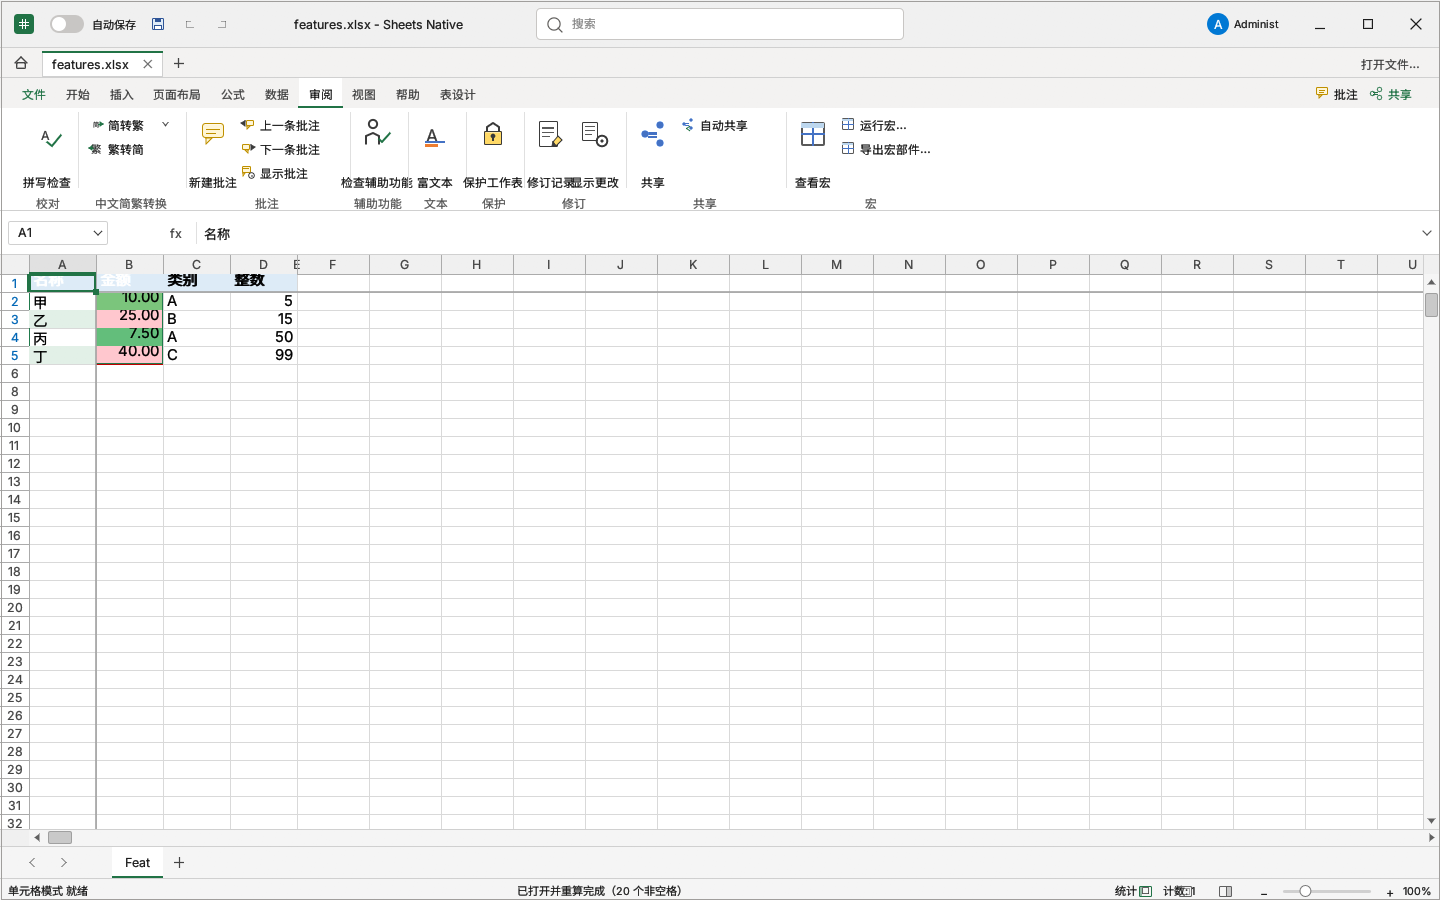 自动保存
features.xlsx - Sheets Native
搜索
A
Administ
features.xlsx
打开文件...
文件
开始
插入
页面布局
公式
数据
审阅
视图
帮助
表设计
批注
共享
拼写检查
校对
简转繁
繁转简
中文简繁转换
新建批注
上一条批注
下一条批注
显示批注
批注
检查辅助功能
辅助功能
富文本
文本
保护工作表
保护
修订记录
显示更改
修订
共享
自动共享
共享
查看宏
运行宏...
导出宏部件...
宏
A1
fx
名称
A B C D E F G H I J K L M N O P Q R S T U
1 名称 金额 类别 整数
2 甲 10.00 A 5
3 乙 25.00 B 15
4 丙 7.50 A 50
5 丁 40.00 C 99
6
8
9
10
11
12
13
14
15
16
17
18
19
20
21
22
23
24
25
26
27
28
29
30
31
32
Feat
单元格模式 就绪
已打开并重算完成（20 个非空格）
统计
计数: 1
100%